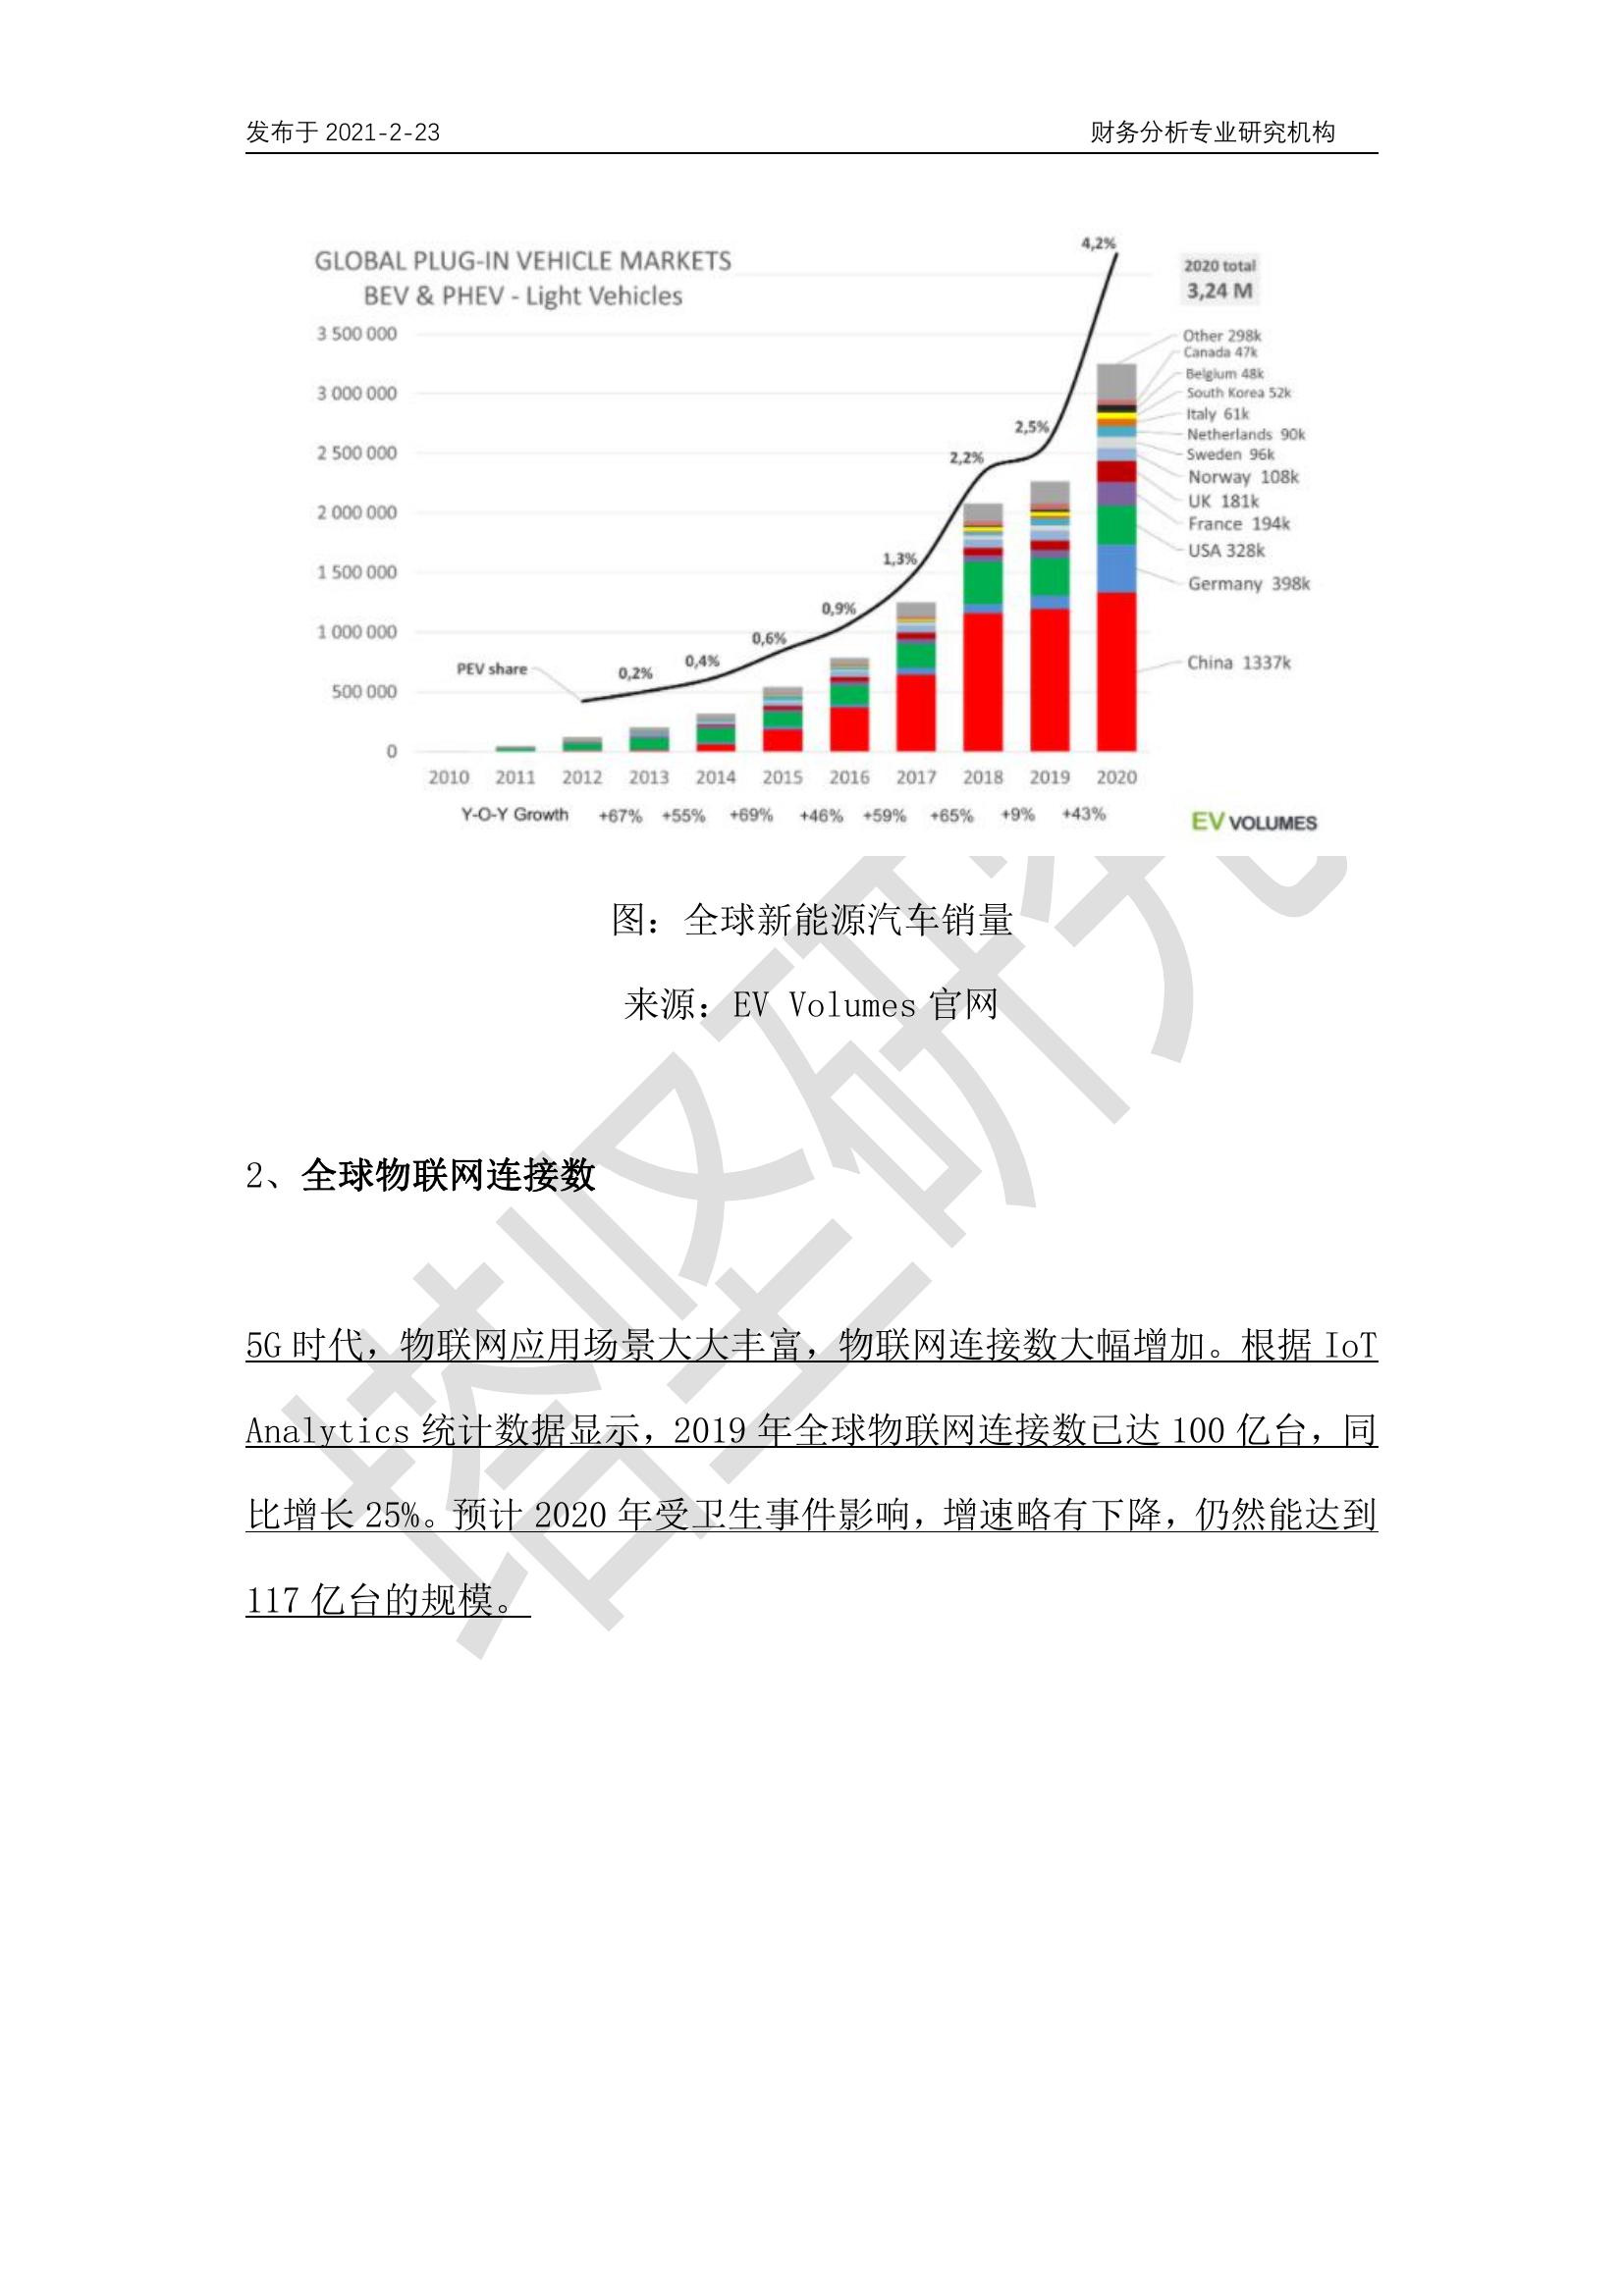 发布于 2021-2-23 财务分析专业研究机构
GLOBAL PLUG-IN VEHICLE MARKETS
BEV & PHEV - Light Vehicles
4,2%
2020 total
3,24 M
3 500 000
3 000 000
2 500 000
2 000 000
1 500 000
1 000 000
500 000
0
PEV share
0,2%
0,4%
0,6%
0,9%
1,3%
2,2%
2,5%
Other 298k
Canada 47k
Belgium 48k
South Korea 52k
Italy 61k
Netherlands 90k
Sweden 96k
Norway 108k
UK 181k
France 194k
USA 328k
Germany 398k
China 1337k
2010 2011 2012 2013 2014 2015 2016 2017 2018 2019 2020
Y-O-Y Growth +67% +55% +69% +46% +59% +65% +9% +43%
EV VOLUMES
图：全球新能源汽车销量
来源：EV Volumes 官网
2、全球物联网连接数
5G 时代，物联网应用场景大大丰富，物联网连接数大幅增加。根据 IoT
Analytics 统计数据显示，2019 年全球物联网连接数已达 100 亿台，同
比增长 25%。预计 2020 年受卫生事件影响，增速略有下降，仍然能达到
117 亿台的规模。
塔坚研究